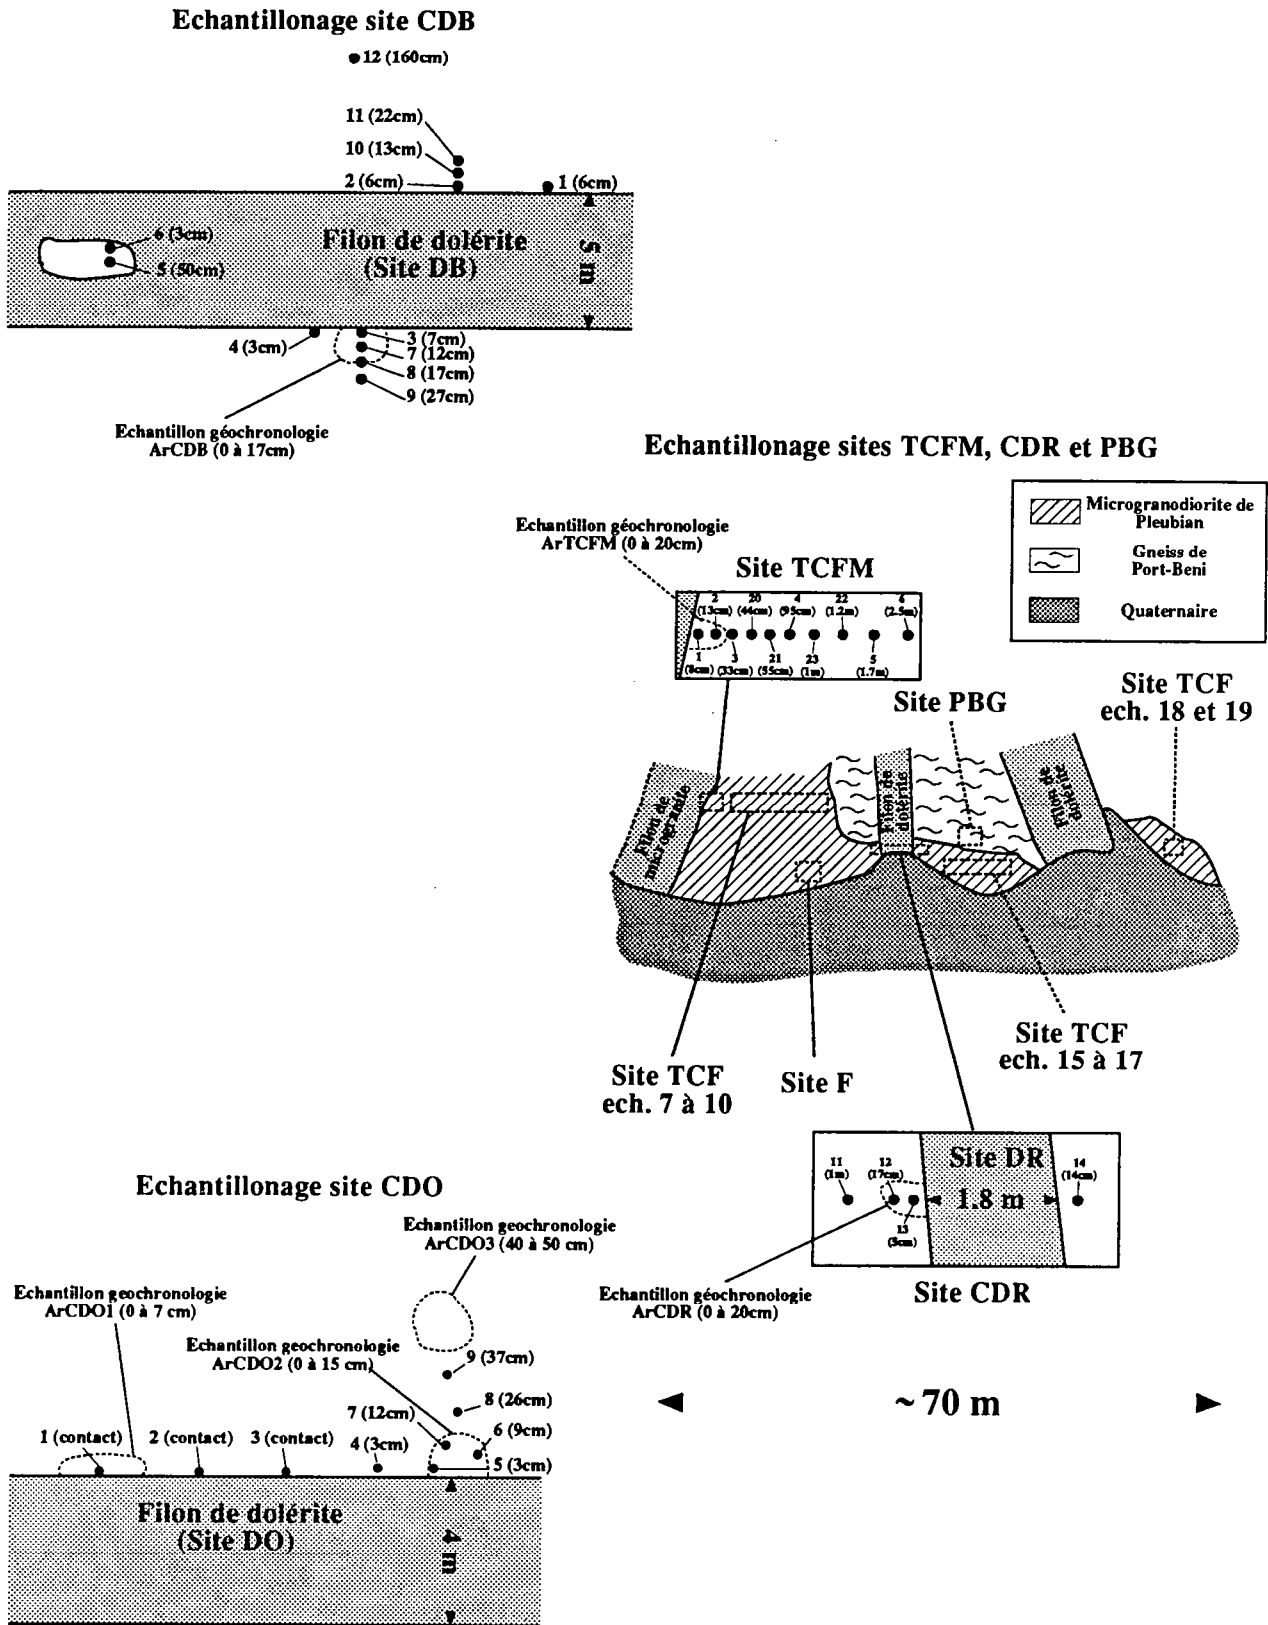 Echantillonage site CDB
12 (160cm)
11 (22cm)
10 (13cm)
2 (6cm)
1 (6cm)
6 (3cm)
5 (50cm)
Filon de dolérite
(Site DB)
5 m
4 (3cm)
3 (7cm)
7 (12cm)
8 (17cm)
9 (27cm)
Echantillon géochronologie
ArCDB (0 à 17cm)
Echantillonage sites TCFM, CDR et PBG
Microgranodiorite de
Pleubian
Gneiss de
Port-Beni
Quaternaire
Echantillon géochronologie
ArTCFM (0 à 20cm)
Site TCFM
2 20 4 22 6
(13cm) (44cm) (95cm) (1.2m) (2.5m)
1 3 21 23 5
(8cm) (33cm) (55cm) (1m) (1.7m)
Site PBG
Site TCF
ech. 18 et 19
Filon de
microgranite
Filon de
dolérite
Filon de
dolérite
Site TCF
ech. 7 à 10
Site F
Site TCF
ech. 15 à 17
11
(1m)
12
(17cm)
13
(5cm)
Site DR
1.8 m
14
(14cm)
Site CDR
Echantillon géochronologie
ArCDR (0 à 20cm)
~ 70 m
Echantillonage site CDO
Echantillon geochronologie
ArCDO3 (40 à 50 cm)
Echantillon geochronologie
ArCDO1 (0 à 7 cm)
Echantillon geochronologie
ArCDO2 (0 à 15 cm)
9 (37cm)
8 (26cm)
7 (12cm)
6 (9cm)
1 (contact)
2 (contact)
3 (contact)
4 (3cm)
5 (3cm)
Filon de dolérite
(Site DO)
4 m